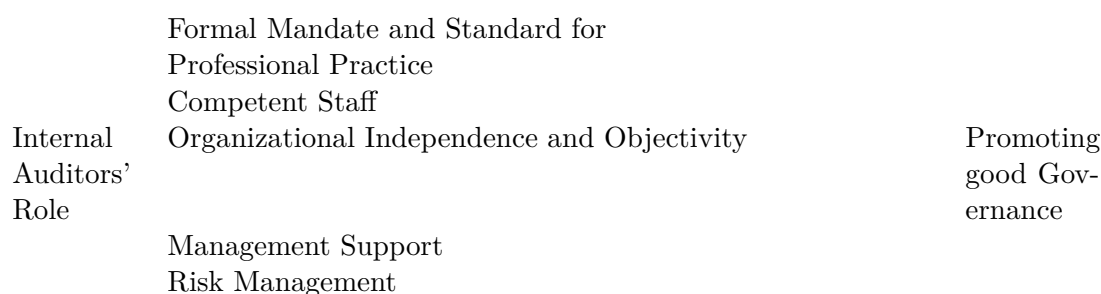 Formal Mandate and Standard for
Professional Practice
Competent Staff
Internal Auditors' Role
Organizational Independence and Objectivity
Promoting good Gov-
ernance
Management Support
Risk Management